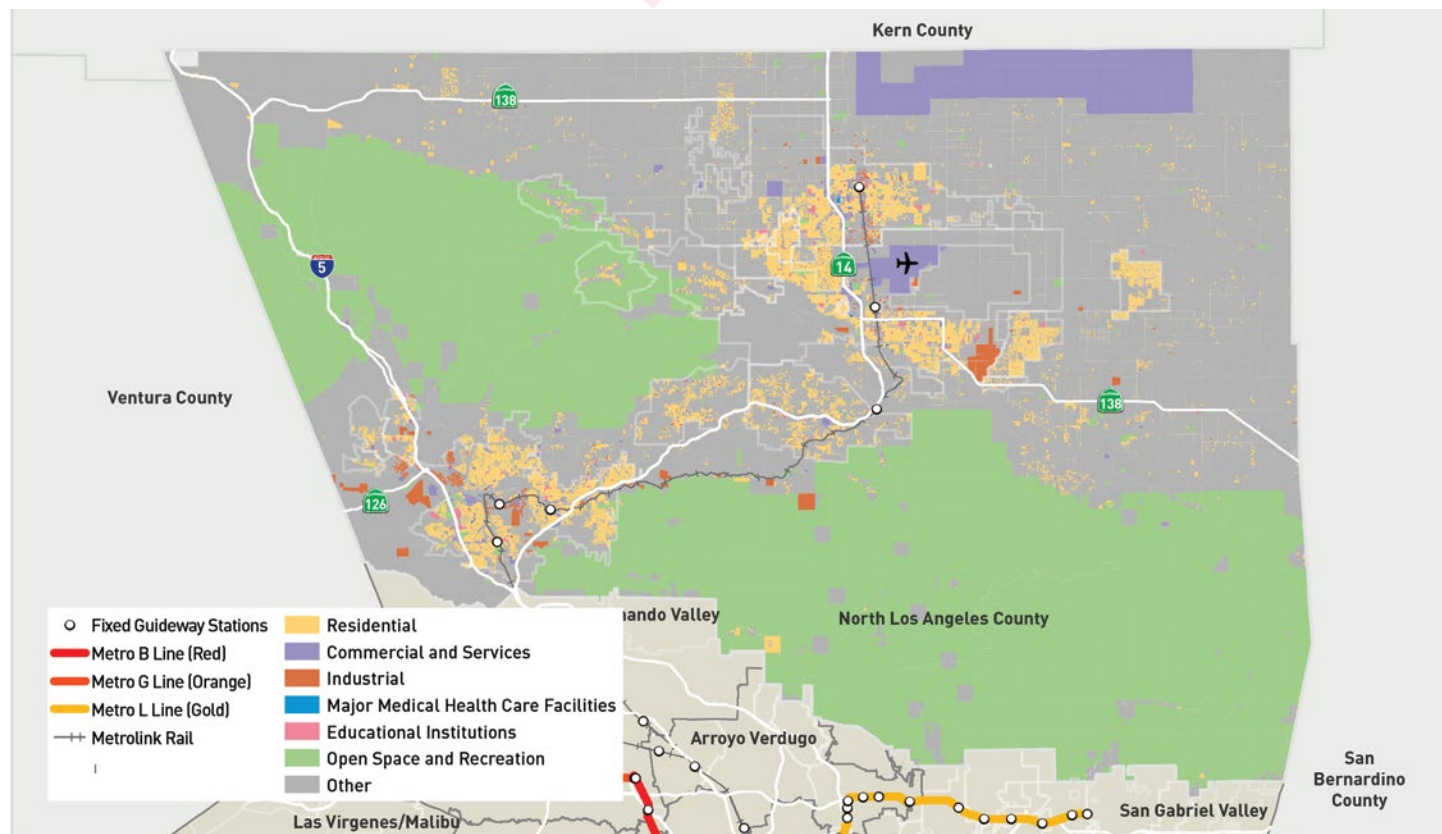 Kern County
138
14
5
Ventura County
138
126
nando Valley
North Los Angeles County
Fixed Guideway Stations
Metro B Line (Red)
Metro G Line (Orange)
Metro L Line (Gold)
Metrolink Rail
Residential
Commercial and Services
Industrial
Major Medical Health Care Facilities
Educational Institutions
Open Space and Recreation
Other
Arroyo Verdugo
San
Bernardino
County
San Gabriel Valley
Las Virgenes/Malibu